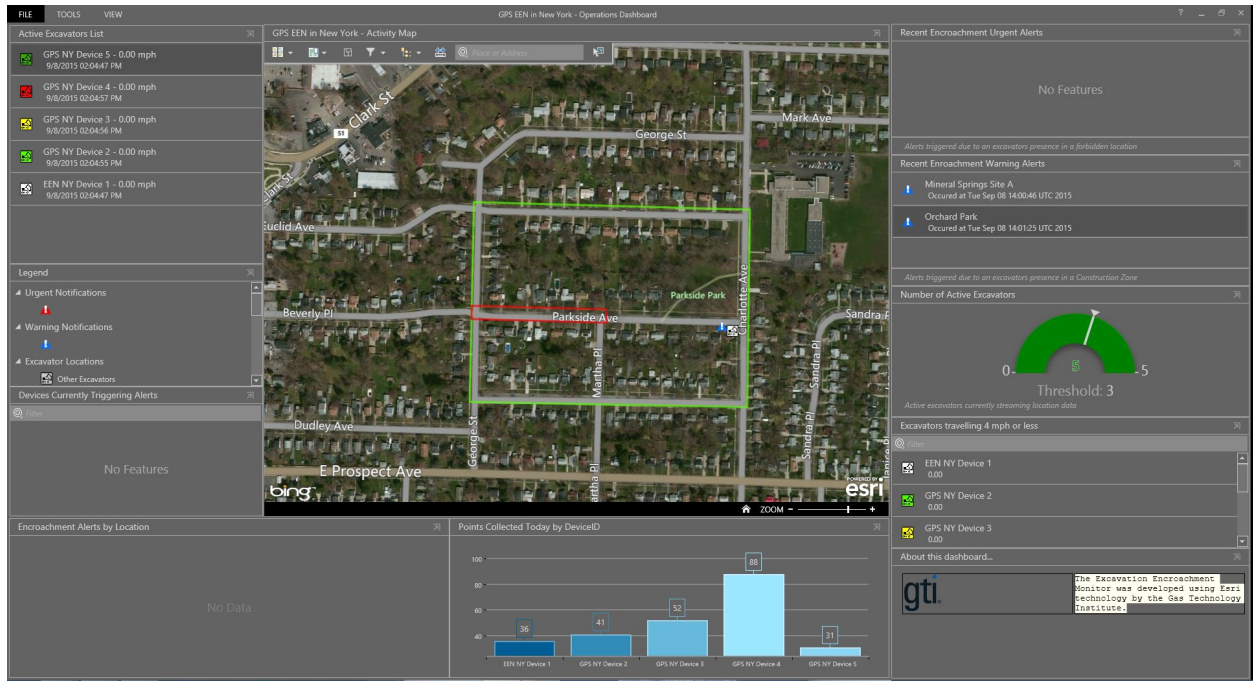 FILE TOOLS VIEW GPS EEN in New York - Operations Dashboard
Active Excavators List
GPS NY Device 5 - 0.00 mph
9/8/2015 02:04:47 PM
GPS NY Device 4 - 0.00 mph
9/8/2015 02:04:57 PM
GPS NY Device 3 - 0.00 mph
9/8/2015 02:04:56 PM
GPS NY Device 2 - 0.00 mph
9/8/2015 02:04:55 PM
EEN NY Device 1 - 0.00 mph
9/8/2015 02:04:47 PM
Legend
Urgent Notifications
Warning Notifications
Excavator Locations
Other Excavators
Devices Currently Triggering Alerts
Filter
No Features
GPS EEN in New York - Activity Map
Place or Address
Clark St
51
Mark Ave
George St
Euclid Ave
Parkside Park
Charlotte Ave
Beverly Pl
Parkside Ave
Sandra P
Martha Pl
Sandra Pl
Dudley Ave
George St
E Prospect Ave
artha Pl
Sandra Pl
anice P
bing
POWERED BY
esri
ZOOM - +
Encroachment Alerts by Location
No Data
Points Collected Today by DeviceID
100
80
60
40
36
41
52
88
31
EEN NY Device 1
GPS NY Device 2
GPS NY Device 3
GPS NY Device 4
GPS NY Device 5
Recent Encroachment Urgent Alerts
No Features
Alerts triggered due to an excavators presence in a forbidden location
Recent Enroachment Warning Alerts
Mineral Springs Site A
Occured at Tue Sep 08 14:00:46 UTC 2015
Orchard Park
Occured at Tue Sep 08 14:01:25 UTC 2015
Alerts triggered due to an excavators presence in a Construction Zone
Number of Active Excavators
0
5
5
Threshold: 3
Active excavators currently streaming location data
Excavators travelling 4 mph or less
Filter
EEN NY Device 1
0.00
GPS NY Device 2
0.00
GPS NY Device 3
0.00
About this dashboard...
gti
The Excavation Encroachment
Monitor was developed using Esri
technology by the Gas Technology
Institute.